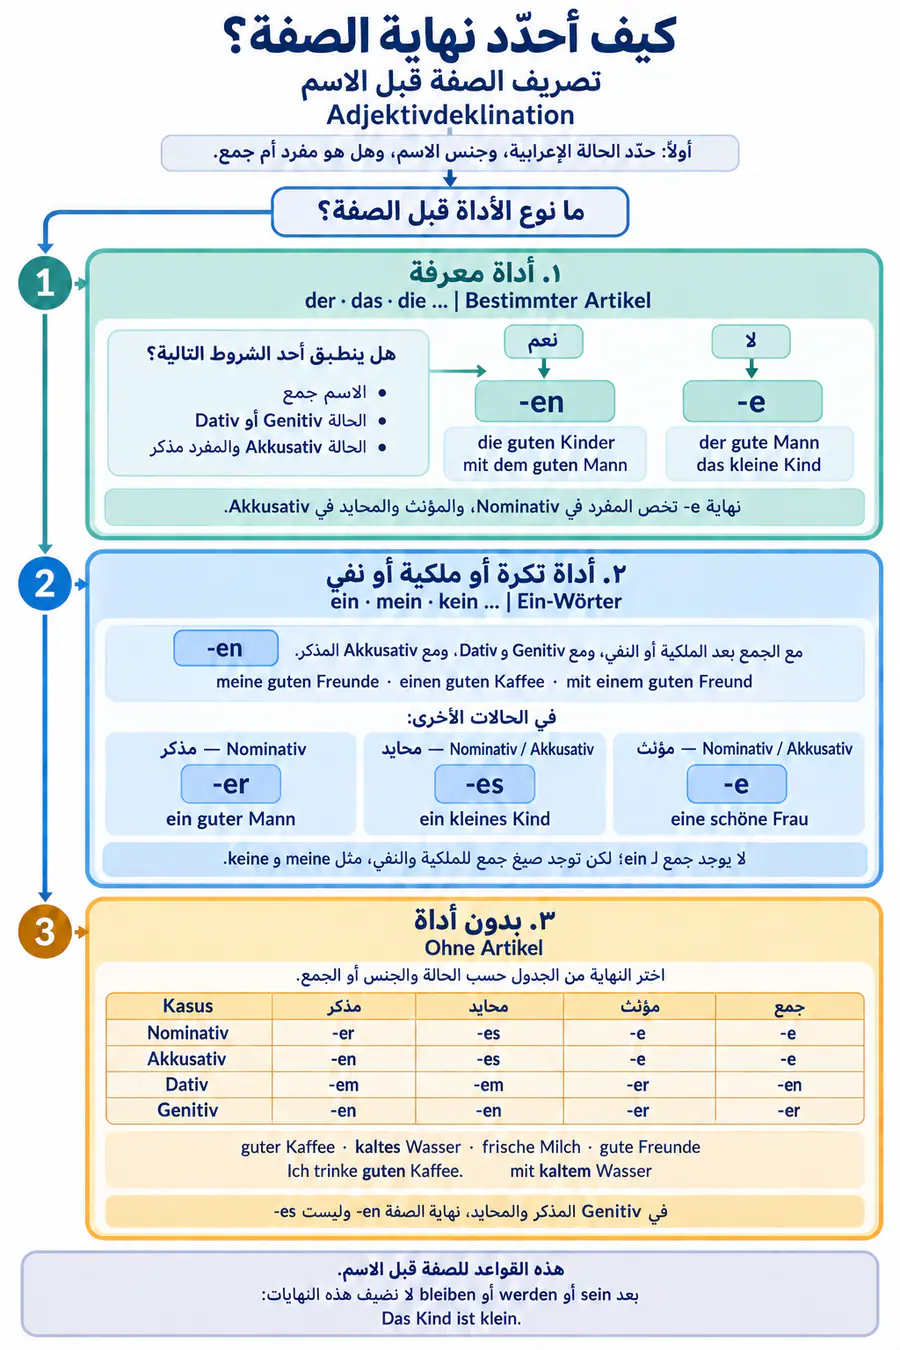 كيف أحدّد نهاية الصفة؟
تصريف الصفة قبل الاسم
Adjektivdeklination
أولاً: حدّد الحالة الإعرابية، وجنس الاسم، وهل هو مفرد أم جمع.
ما نوع الأداة قبل الصفة؟
1
١. أداة معرفة
der · das · die ... | Bestimmter Artikel
هل ينطبق أحد الشروط التالية؟
• الاسم جمع
• الحالة Genitiv أو Dativ
• الحالة Akkusativ والمفرد مذكر
نعم
-en
die guten Kinder
mit dem guten Mann
لا
-e
der gute Mann
das kleine Kind
نهاية -e تخص المفرد في Nominativ، والمؤنث والمحايد في Akkusativ.
2
٢. أداة تكرة أو ملكية أو نفي
ein · mein · kein ... | Ein-Wörter
مع الجمع بعد الملكية أو النفي، ومع Genitiv و Dativ، ومع Akkusativ المذكر. -en
meine guten Freunde · einen guten Kaffee · mit einem guten Freund
في الحالات الأخرى:
مذكر — Nominativ
-er
ein guter Mann
محايد — Nominativ / Akkusativ
-es
ein kleines Kind
مؤنث — Nominativ / Akkusativ
-e
eine schöne Frau
لا يوجد جمع لـ ein؛ لكن توجد صيغ جمع للملكية والنفي، مثل meine و keine.
3
٣. بدون أداة
Ohne Artikel
اختر النهاية من الجدول حسب الحالة والجنس أو الجمع.
Kasus مذكر محايد مؤنث جمع
Nominativ -er -es -e -e
Akkusativ -en -es -e -e
Dativ -em -em -er -en
Genitiv -en -en -er -er
guter Kaffee · kaltes Wasser · frische Milch · gute Freunde
Ich trinke guten Kaffee. mit kaltem Wasser
في Genitiv المذكر والمحايد، نهاية الصفة -en وليست -es
هذه القواعد للصفة قبل الاسم.
بعد sein أو werden أو bleiben لا نضيف هذه النهايات:
Das Kind ist klein.